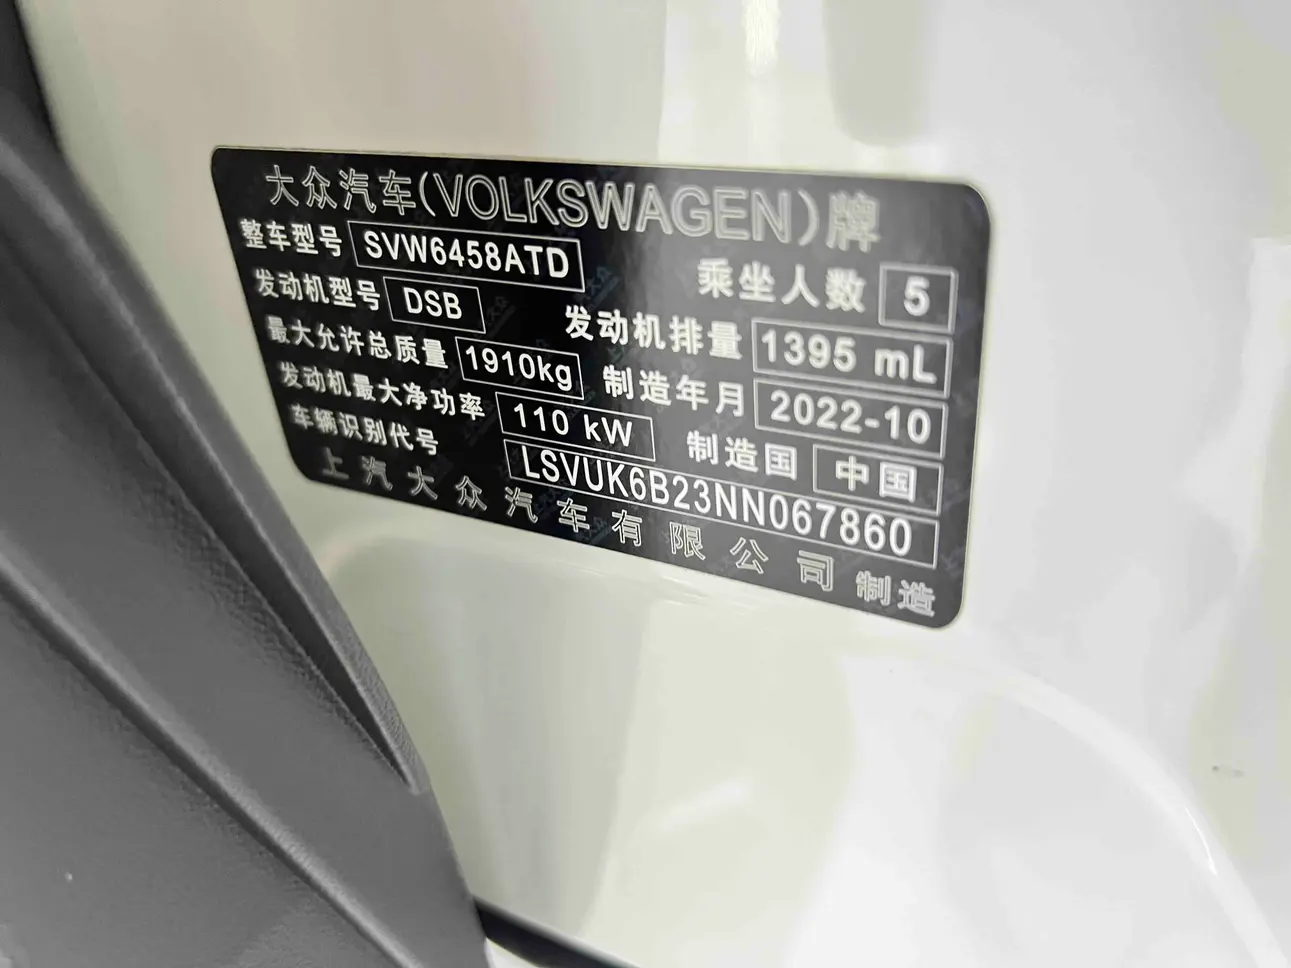 大众汽车(VOLKSWAGEN)牌
整车型号 SVW6458ATD 乘坐人数 5
发动机型号 DSB 发动机排量 1395 mL
最大允许总质量 1910kg 制造年月 2022-10
发动机最大净功率 110 kW 制造国 中国
车辆识别代号 LSVUK6B23NN067860
上汽大众汽车有限公司制造